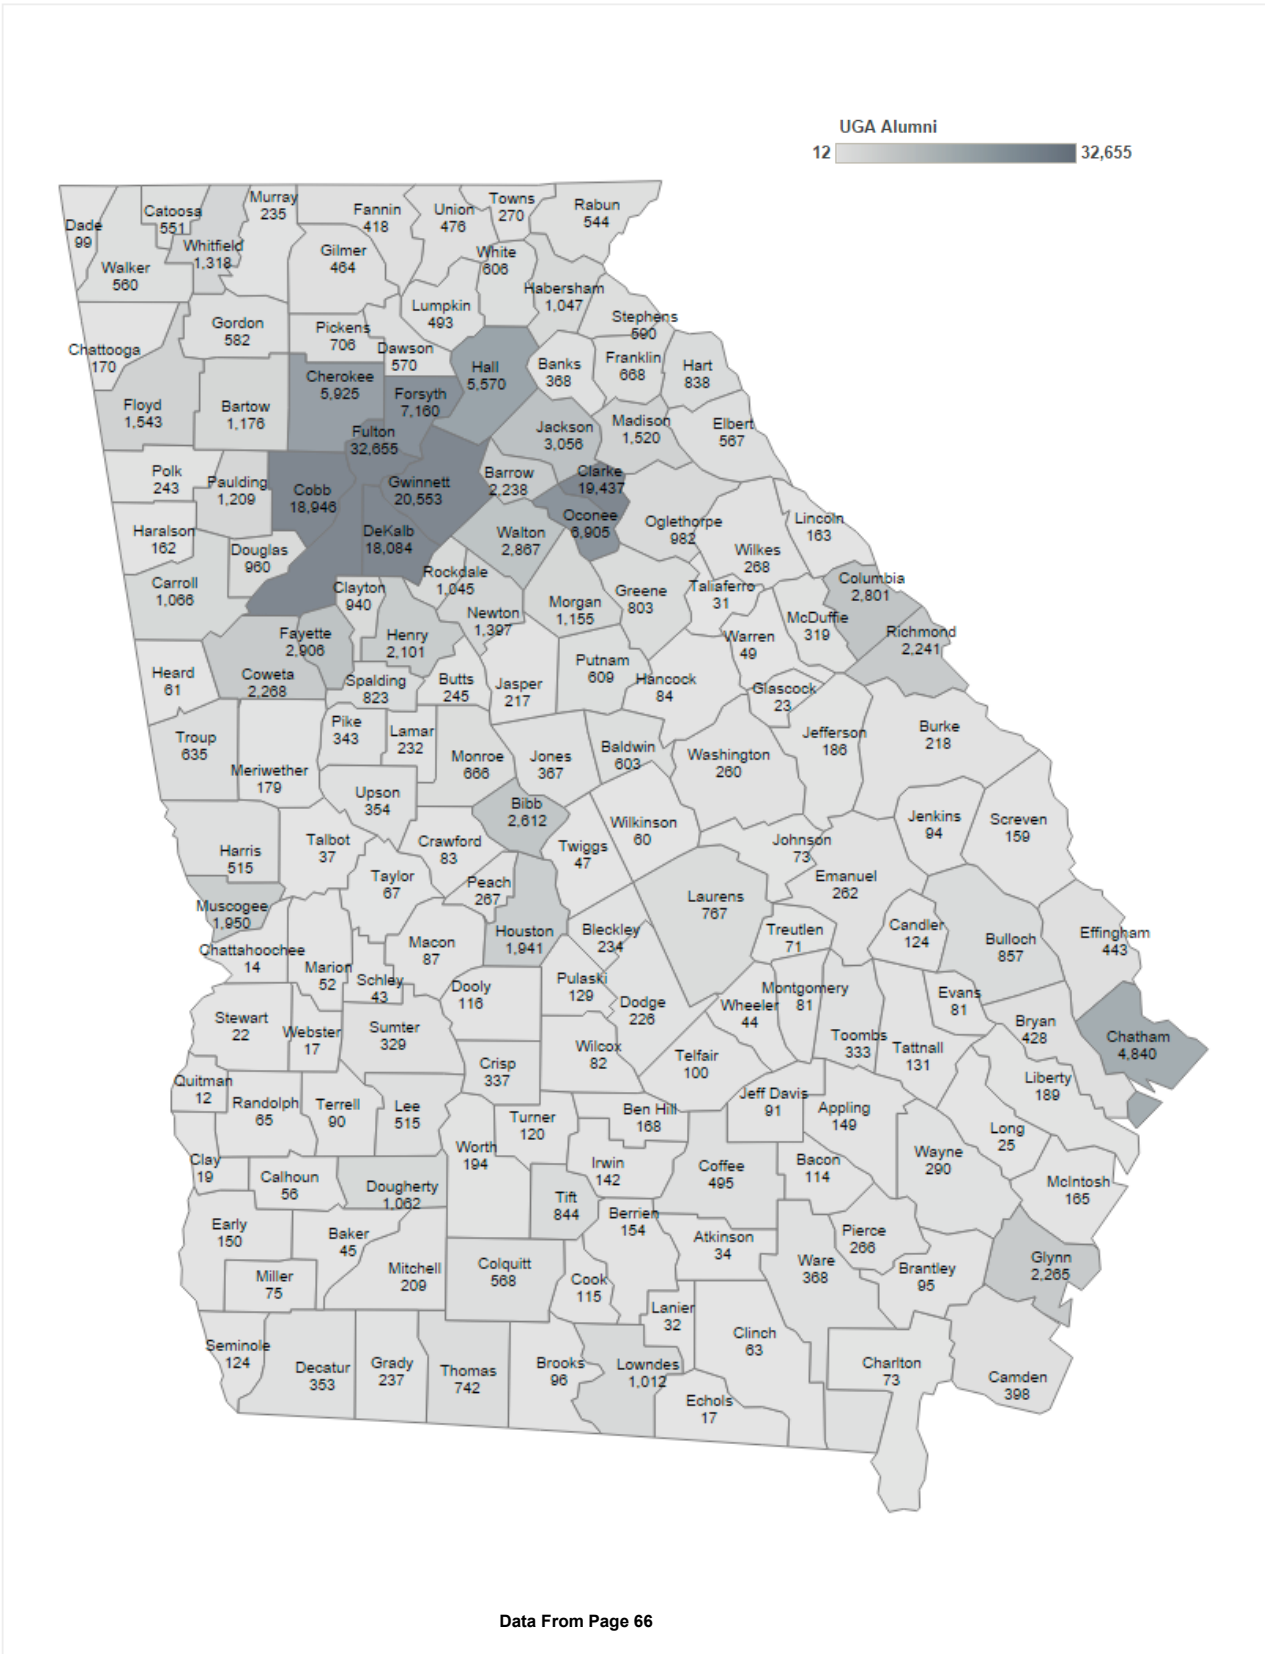 UGA Alumni
12
32,655
Dade
99
Catoosa
551
Murray
235
Whitfield
1,318
Walker
560
Fannin
418
Gilmer
464
Union
476
Towns
270
Rabun
544
White
606
Habersham
1,047
Lumpkin
493
Stephens
590
Chattooga
170
Gordon
582
Pickens
706
Dawson
570
Hall
5,570
Banks
368
Franklin
668
Hart
838
Floyd
1,543
Bartow
1,176
Cherokee
5,925
Forsyth
7,160
Fulton
32,655
Jackson
3,056
Madison
1,520
Elbert
567
Polk
243
Paulding
1,209
Cobb
18,946
Gwinnett
20,553
Barrow
2,238
Clarke
19,437
Oconee
6,905
Oglethorpe
982
Wilkes
268
Lincoln
163
Haralson
162
Douglas
960
DeKalb
18,084
Walton
2,867
Carroll
1,066
Clayton
940
Rockdale
1,045
Newton
1,397
Morgan
1,155
Greene
803
Taliaferro
31
Columbia
2,801
McDuffie
319
Richmond
2,241
Warren
49
Heard
61
Fayette
2,906
Coweta
2,268
Henry
2,101
Spalding
823
Butts
245
Jasper
217
Putnam
609
Hancock
84
Glascock
23
Troup
635
Meriwether
179
Pike
343
Lamar
232
Monroe
666
Jones
367
Baldwin
603
Washington
260
Jefferson
186
Burke
218
Upson
354
Bibb
2,612
Wilkinson
60
Twiggs
47
Johnson
73
Jenkins
94
Screven
159
Harris
515
Talbot
37
Crawford
83
Taylor
67
Peach
267
Laurens
767
Emanuel
262
Muscogee
1,950
Chattahoochee
14
Marion
52
Schley
43
Macon
87
Houston
1,941
Bleckley
234
Treutlen
71
Candler
124
Bulloch
857
Effingham
443
Dooly
116
Pulaski
129
Dodge
226
Wheeler
44
Montgomery
81
Toombs
333
Tattnall
131
Evans
81
Bryan
428
Chatham
4,840
Stewart
22
Webster
17
Sumter
329
Crisp
337
Wilcox
82
Telfair
100
Jeff Davis
91
Appling
149
Liberty
189
Long
25
Quitman
12
Randolph
65
Terrell
90
Lee
515
Turner
120
Ben Hill
168
Worth
194
Irwin
142
Coffee
495
Bacon
114
Wayne
290
McIntosh
165
Clay
19
Calhoun
56
Dougherty
1,062
Tift
844
Berrien
154
Atkinson
34
Pierce
266
Ware
368
Brantley
95
Glynn
2,265
Early
150
Baker
45
Mitchell
209
Colquitt
568
Cook
115
Miller
75
Lanier
32
Clinch
63
Seminole
124
Decatur
353
Grady
237
Thomas
742
Brooks
96
Lowndes
1,012
Echols
17
Charlton
73
Camden
398
Data From Page 66